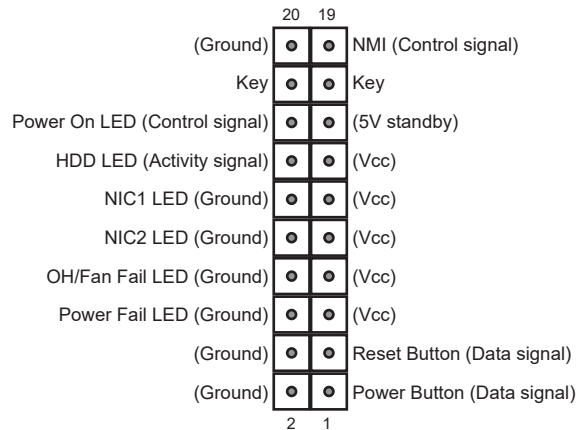 20 19
(Ground) NMI (Control signal)
Key Key
Power On LED (Control signal) (5V standby)
HDD LED (Activity signal) (Vcc)
NIC1 LED (Ground) (Vcc)
NIC2 LED (Ground) (Vcc)
OH/Fan Fail LED (Ground) (Vcc)
Power Fail LED (Ground) (Vcc)
(Ground) Reset Button (Data signal)
(Ground) Power Button (Data signal)
2 1